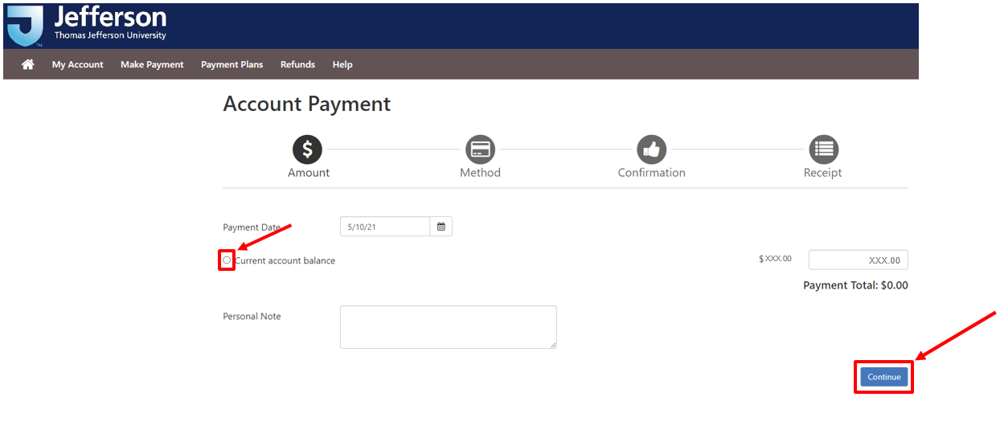 Jefferson
Thomas Jefferson University
TM
My Account Make Payment Payment Plans Refunds Help
Account Payment
$
Amount Method Confirmation Receipt
Payment Date 5/10/21
Current account balance $ XXX.00 XXX.00
Payment Total: $0.00
Personal Note
Continue